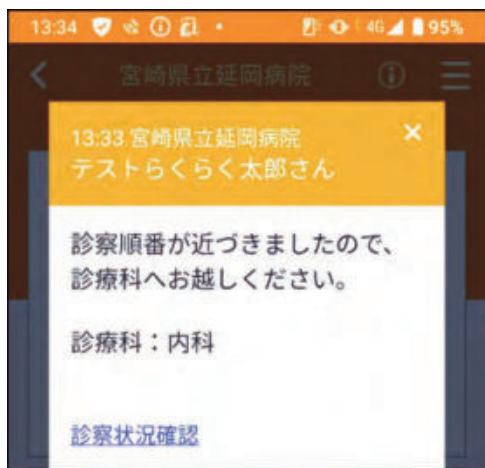 13:34 4G 95%
宮崎県立延岡病院
13:33 宮崎県立延岡病院
テストらくらく太郎さん
診察順番が近づきましたので、
診療科へお越しください。
診療科：内科
診察状況確認